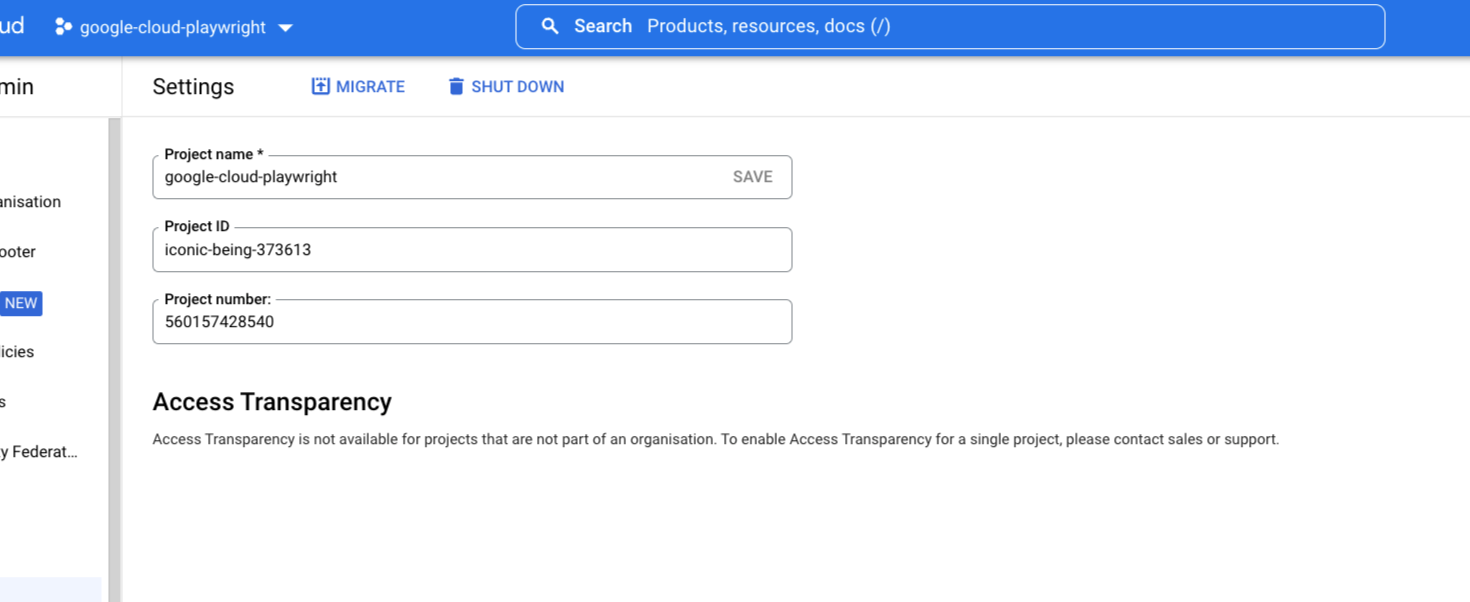 ud google-cloud-playwright Search Products, resources, docs (/)
min Settings MIGRATE SHUT DOWN
Project name *
google-cloud-playwright SAVE
anisation
Project ID
ooter iconic-being-373613
NEW Project number:
560157428540
icies
s Access Transparency
Access Transparency is not available for projects that are not part of an organisation. To enable Access Transparency for a single project, please contact sales or support.
y Federat...